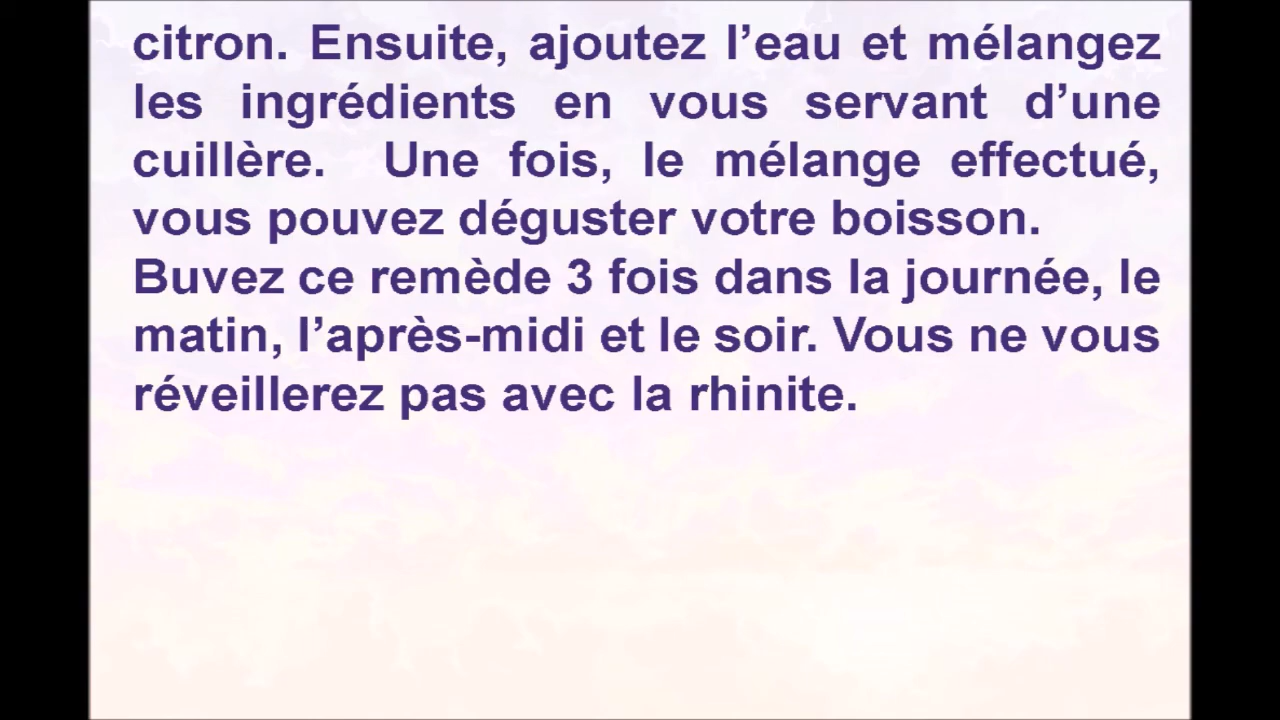 citron. Ensuite, ajoutez l’eau et mélangez
les ingrédients en vous servant d’une
cuillère.  Une fois, le mélange effectué,
vous pouvez déguster votre boisson.
Buvez ce remède 3 fois dans la journée, le
matin, l’après-midi et le soir. Vous ne vous
réveillerez pas avec la rhinite.